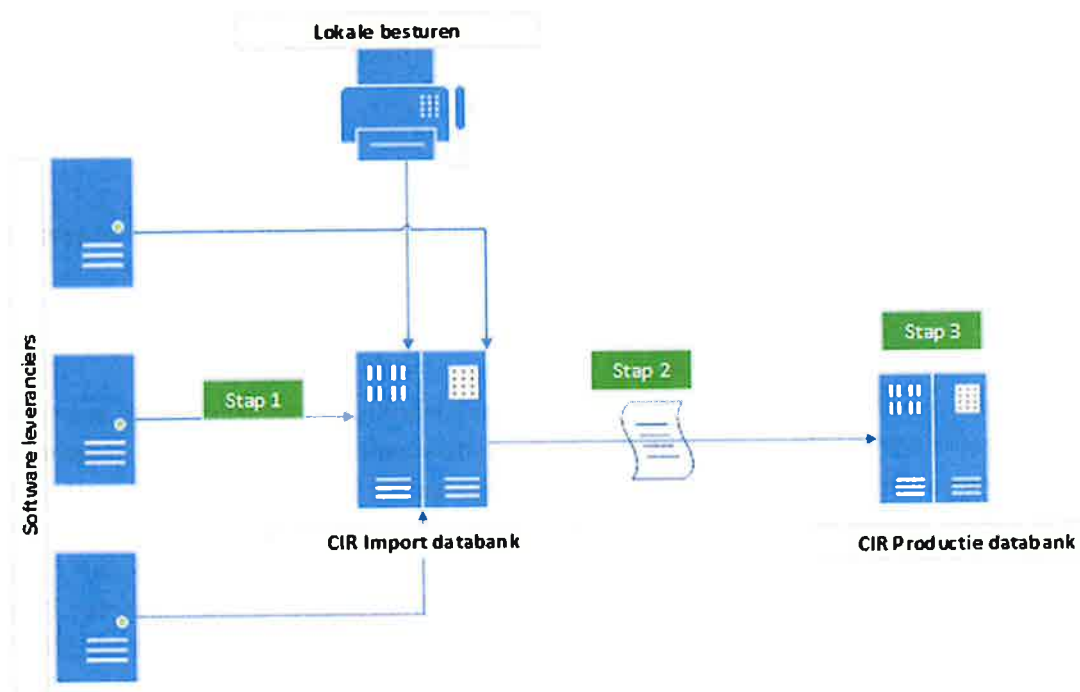 Lokale besturen
Software leveranciers
Stap 1
Stap 2
Stap 3
CIR Import databank
CIR Productie databank